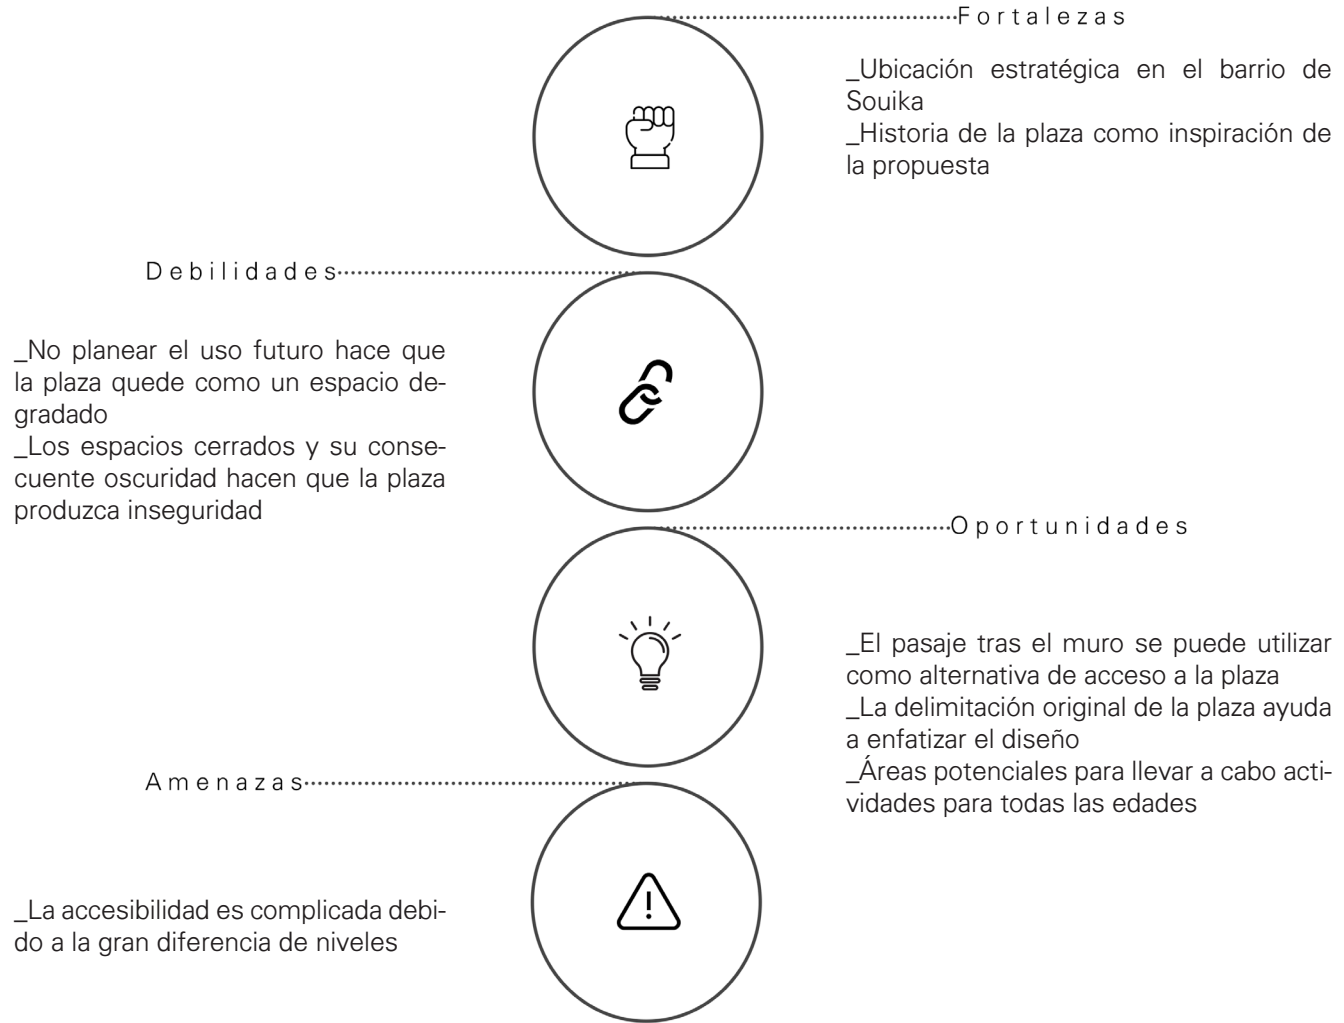 Fortalezas
_Ubicación estratégica en el barrio de
Souika
_Historia de la plaza como inspiración de
la propuesta
Debilidades
_No planear el uso futuro hace que
la plaza quede como un espacio de-
gradado
_Los espacios cerrados y su conse-
cuente oscuridad hacen que la plaza
produzca inseguridad
Oportunidades
_El pasaje tras el muro se puede utilizar
como alternativa de acceso a la plaza
_La delimitación original de la plaza ayuda
a enfatizar el diseño
_Áreas potenciales para llevar a cabo acti-
vidades para todas las edades
Amenazas
_La accesibilidad es complicada debi-
do a la gran diferencia de niveles